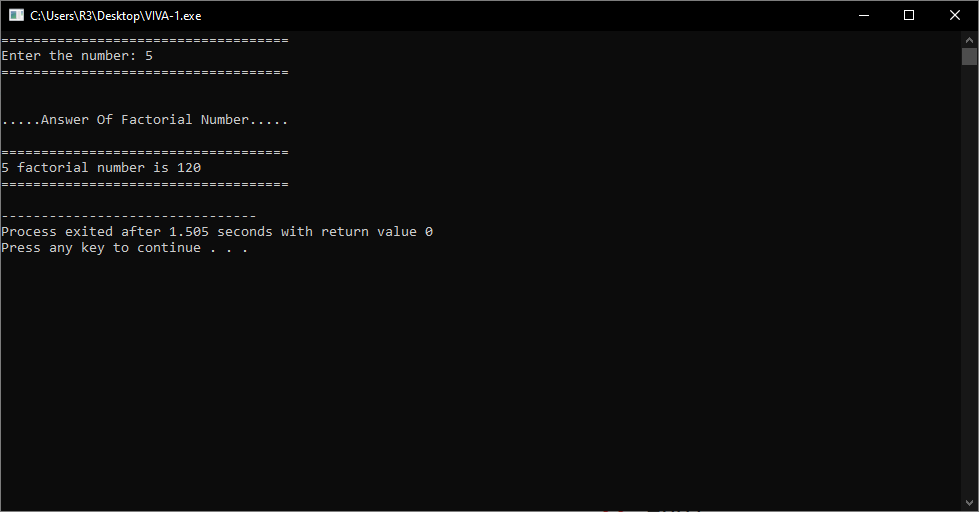 C:\Users\R3\Desktop\VIVA-1.exe
====================================
Enter the number: 5
====================================
.....Answer Of Factorial Number.....
====================================
5 factorial number is 120
====================================
--------------------------------
Process exited after 1.505 seconds with return value 0
Press any key to continue . . .